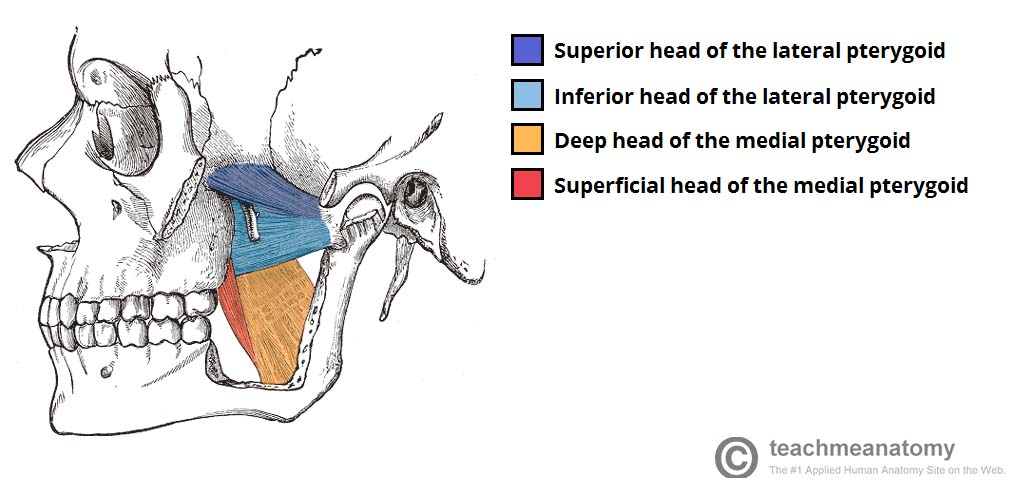 Superior head of the lateral pterygoid
Inferior head of the lateral pterygoid
Deep head of the medial pterygoid
Superficial head of the medial pterygoid
© teachmeanatomy
The #1 Applied Human Anatomy Site on the Web.